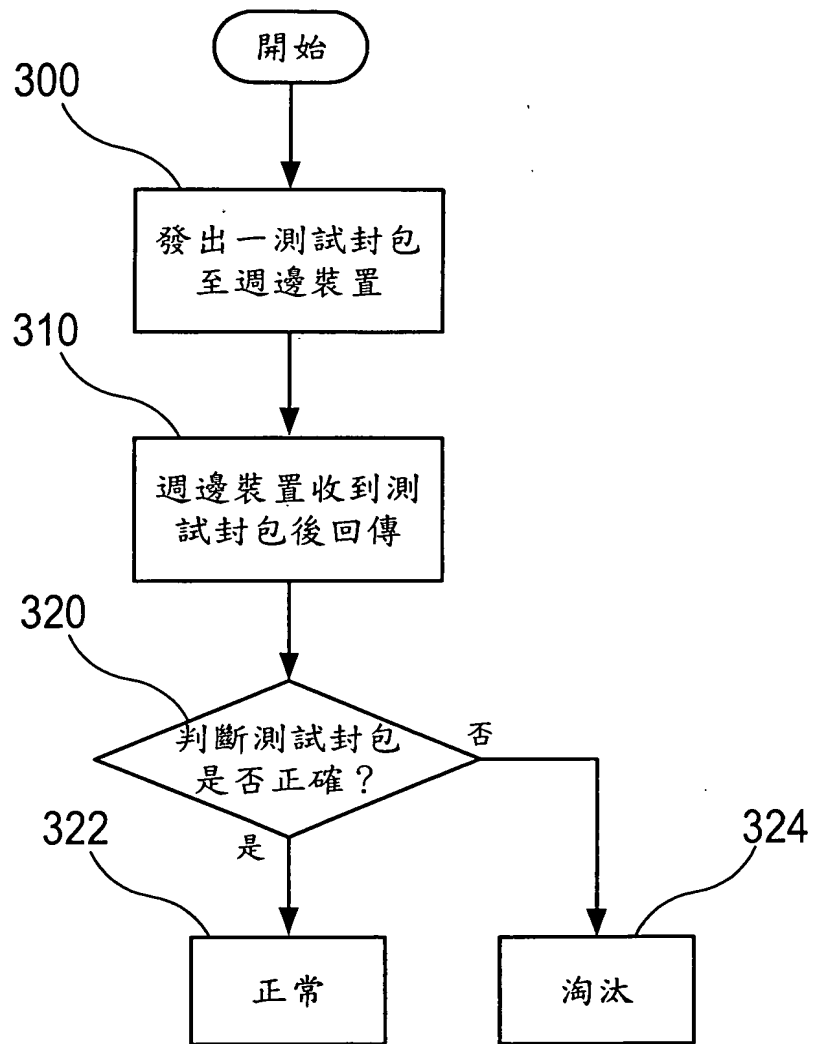 開始
300
發出一測試封包
至週邊裝置
310
週邊裝置收到測
試封包後回傳
320
判斷測試封包
是否正確？
否
是
322
324
正常
淘汰